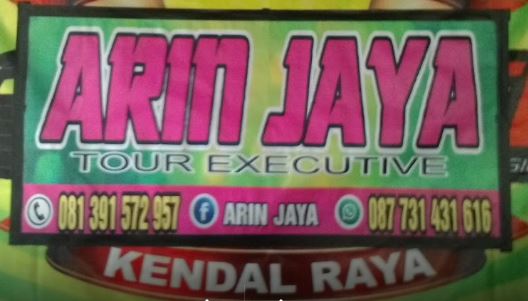 ARIN JAYA
TOUR EXECUTIVE
081 391 572 957 ARIN JAYA 087 731 431 616
KENDAL RAYA